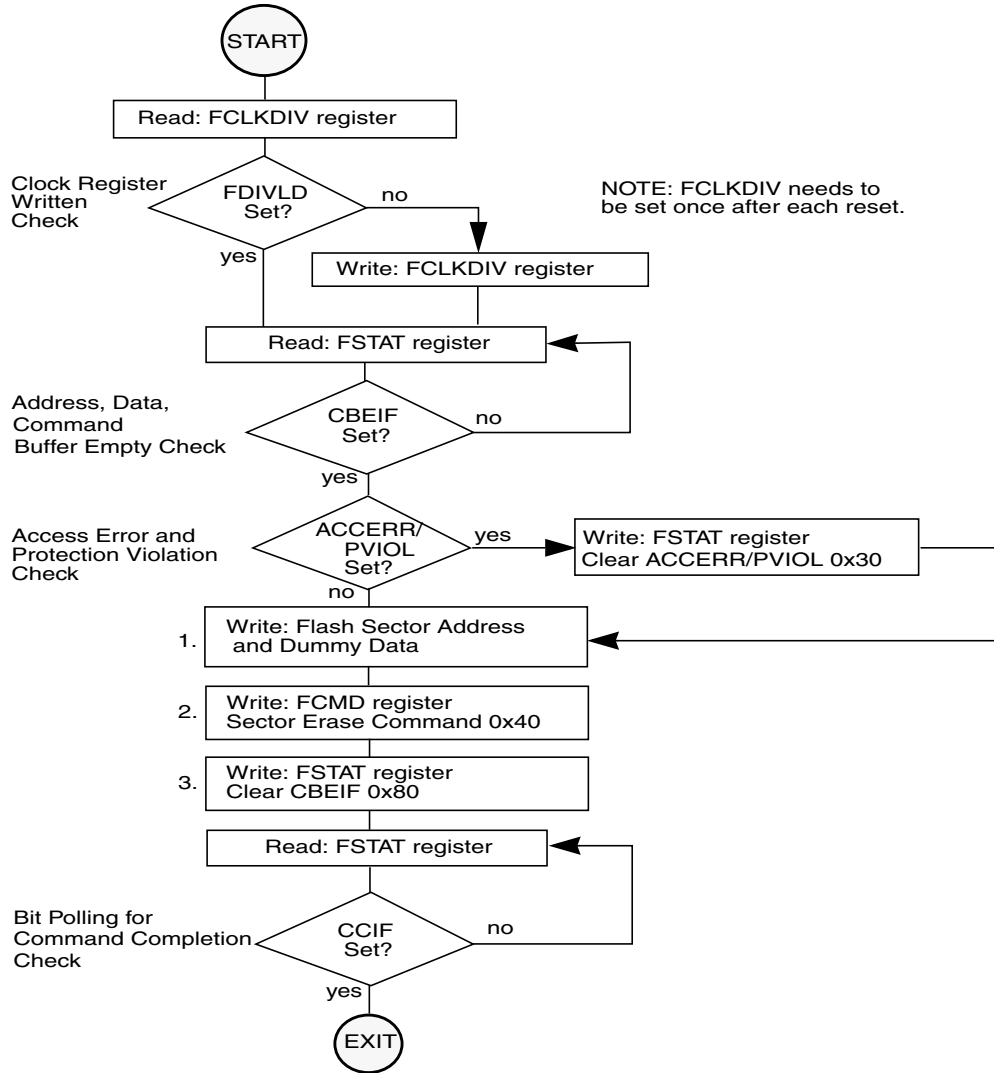 START
Read: FCLKDIV register
Clock Register
Written
Check
FDIVLD
Set?
no
NOTE: FCLKDIV needs to
be set once after each reset.
yes
Write: FCLKDIV register
Read: FSTAT register
Address, Data,
Command
Buffer Empty Check
CBEIF
Set?
no
yes
Access Error and
Protection Violation
Check
ACCERR/
PVIOL
Set?
yes
Write: FSTAT register
Clear ACCERR/PVIOL 0x30
no
1.
Write: Flash Sector Address
and Dummy Data
2.
Write: FCMD register
Sector Erase Command 0x40
3.
Write: FSTAT register
Clear CBEIF 0x80
Read: FSTAT register
Bit Polling for
Command Completion
Check
CCIF
Set?
no
yes
EXIT